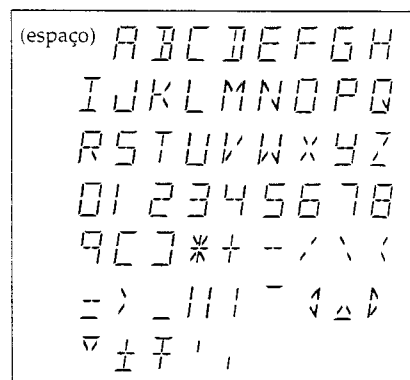 (espaço) A B C D E F G H
I J K L M N O P Q
R S T U V W X Y Z
0 1 2 3 4 5 6 7 8
9 [ ] * + - / \ <
= > _